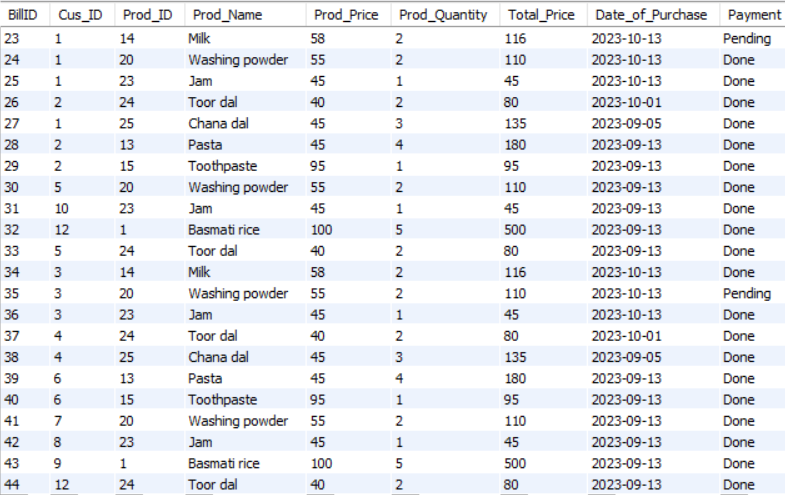 BillID Cus_ID Prod_ID Prod_Name Prod_Price Prod_Quantity Total_Price Date_of_Purchase Payment
23 1 14 Milk 58 2 116 2023-10-13 Pending
24 1 20 Washing powder 55 2 110 2023-10-13 Done
25 1 23 Jam 45 1 45 2023-10-13 Done
26 2 24 Toor dal 40 2 80 2023-10-01 Done
27 1 25 Chana dal 45 3 135 2023-09-05 Done
28 2 13 Pasta 45 4 180 2023-09-13 Done
29 2 15 Toothpaste 95 1 95 2023-09-13 Done
30 5 20 Washing powder 55 2 110 2023-09-13 Done
31 10 23 Jam 45 1 45 2023-09-13 Done
32 12 1 Basmati rice 100 5 500 2023-09-13 Done
33 5 24 Toor dal 40 2 80 2023-09-13 Done
34 3 14 Milk 58 2 116 2023-10-13 Done
35 3 20 Washing powder 55 2 110 2023-10-13 Pending
36 3 23 Jam 45 1 45 2023-10-13 Done
37 4 24 Toor dal 40 2 80 2023-10-01 Done
38 4 25 Chana dal 45 3 135 2023-09-05 Done
39 6 13 Pasta 45 4 180 2023-09-13 Done
40 6 15 Toothpaste 95 1 95 2023-09-13 Done
41 7 20 Washing powder 55 2 110 2023-09-13 Done
42 8 23 Jam 45 1 45 2023-09-13 Done
43 9 1 Basmati rice 100 5 500 2023-09-13 Done
44 12 24 Toor dal 40 2 80 2023-09-13 Done